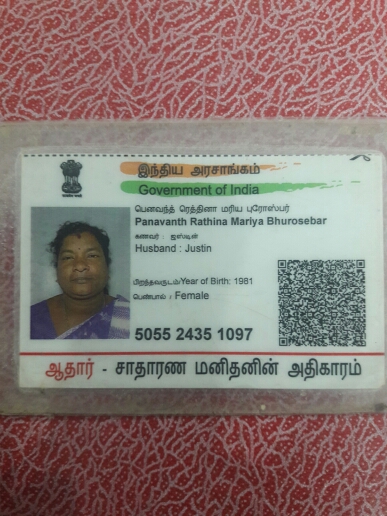 இந்திய அரசாங்கம்
Government of India
பெனவந்த் ரெத்தினா மரிய புரோஸ்பர்
Panavanth Rathina Mariya Bhurosebar
கணவர் : ஜஸ்டின்
Husband : Justin
பிறந்தவருடம்/Year of Birth: 1981
பெண்பால் : Female
5055 2435 1097
ஆதார் - சாதாரண மனிதனின் அதிகாரம்